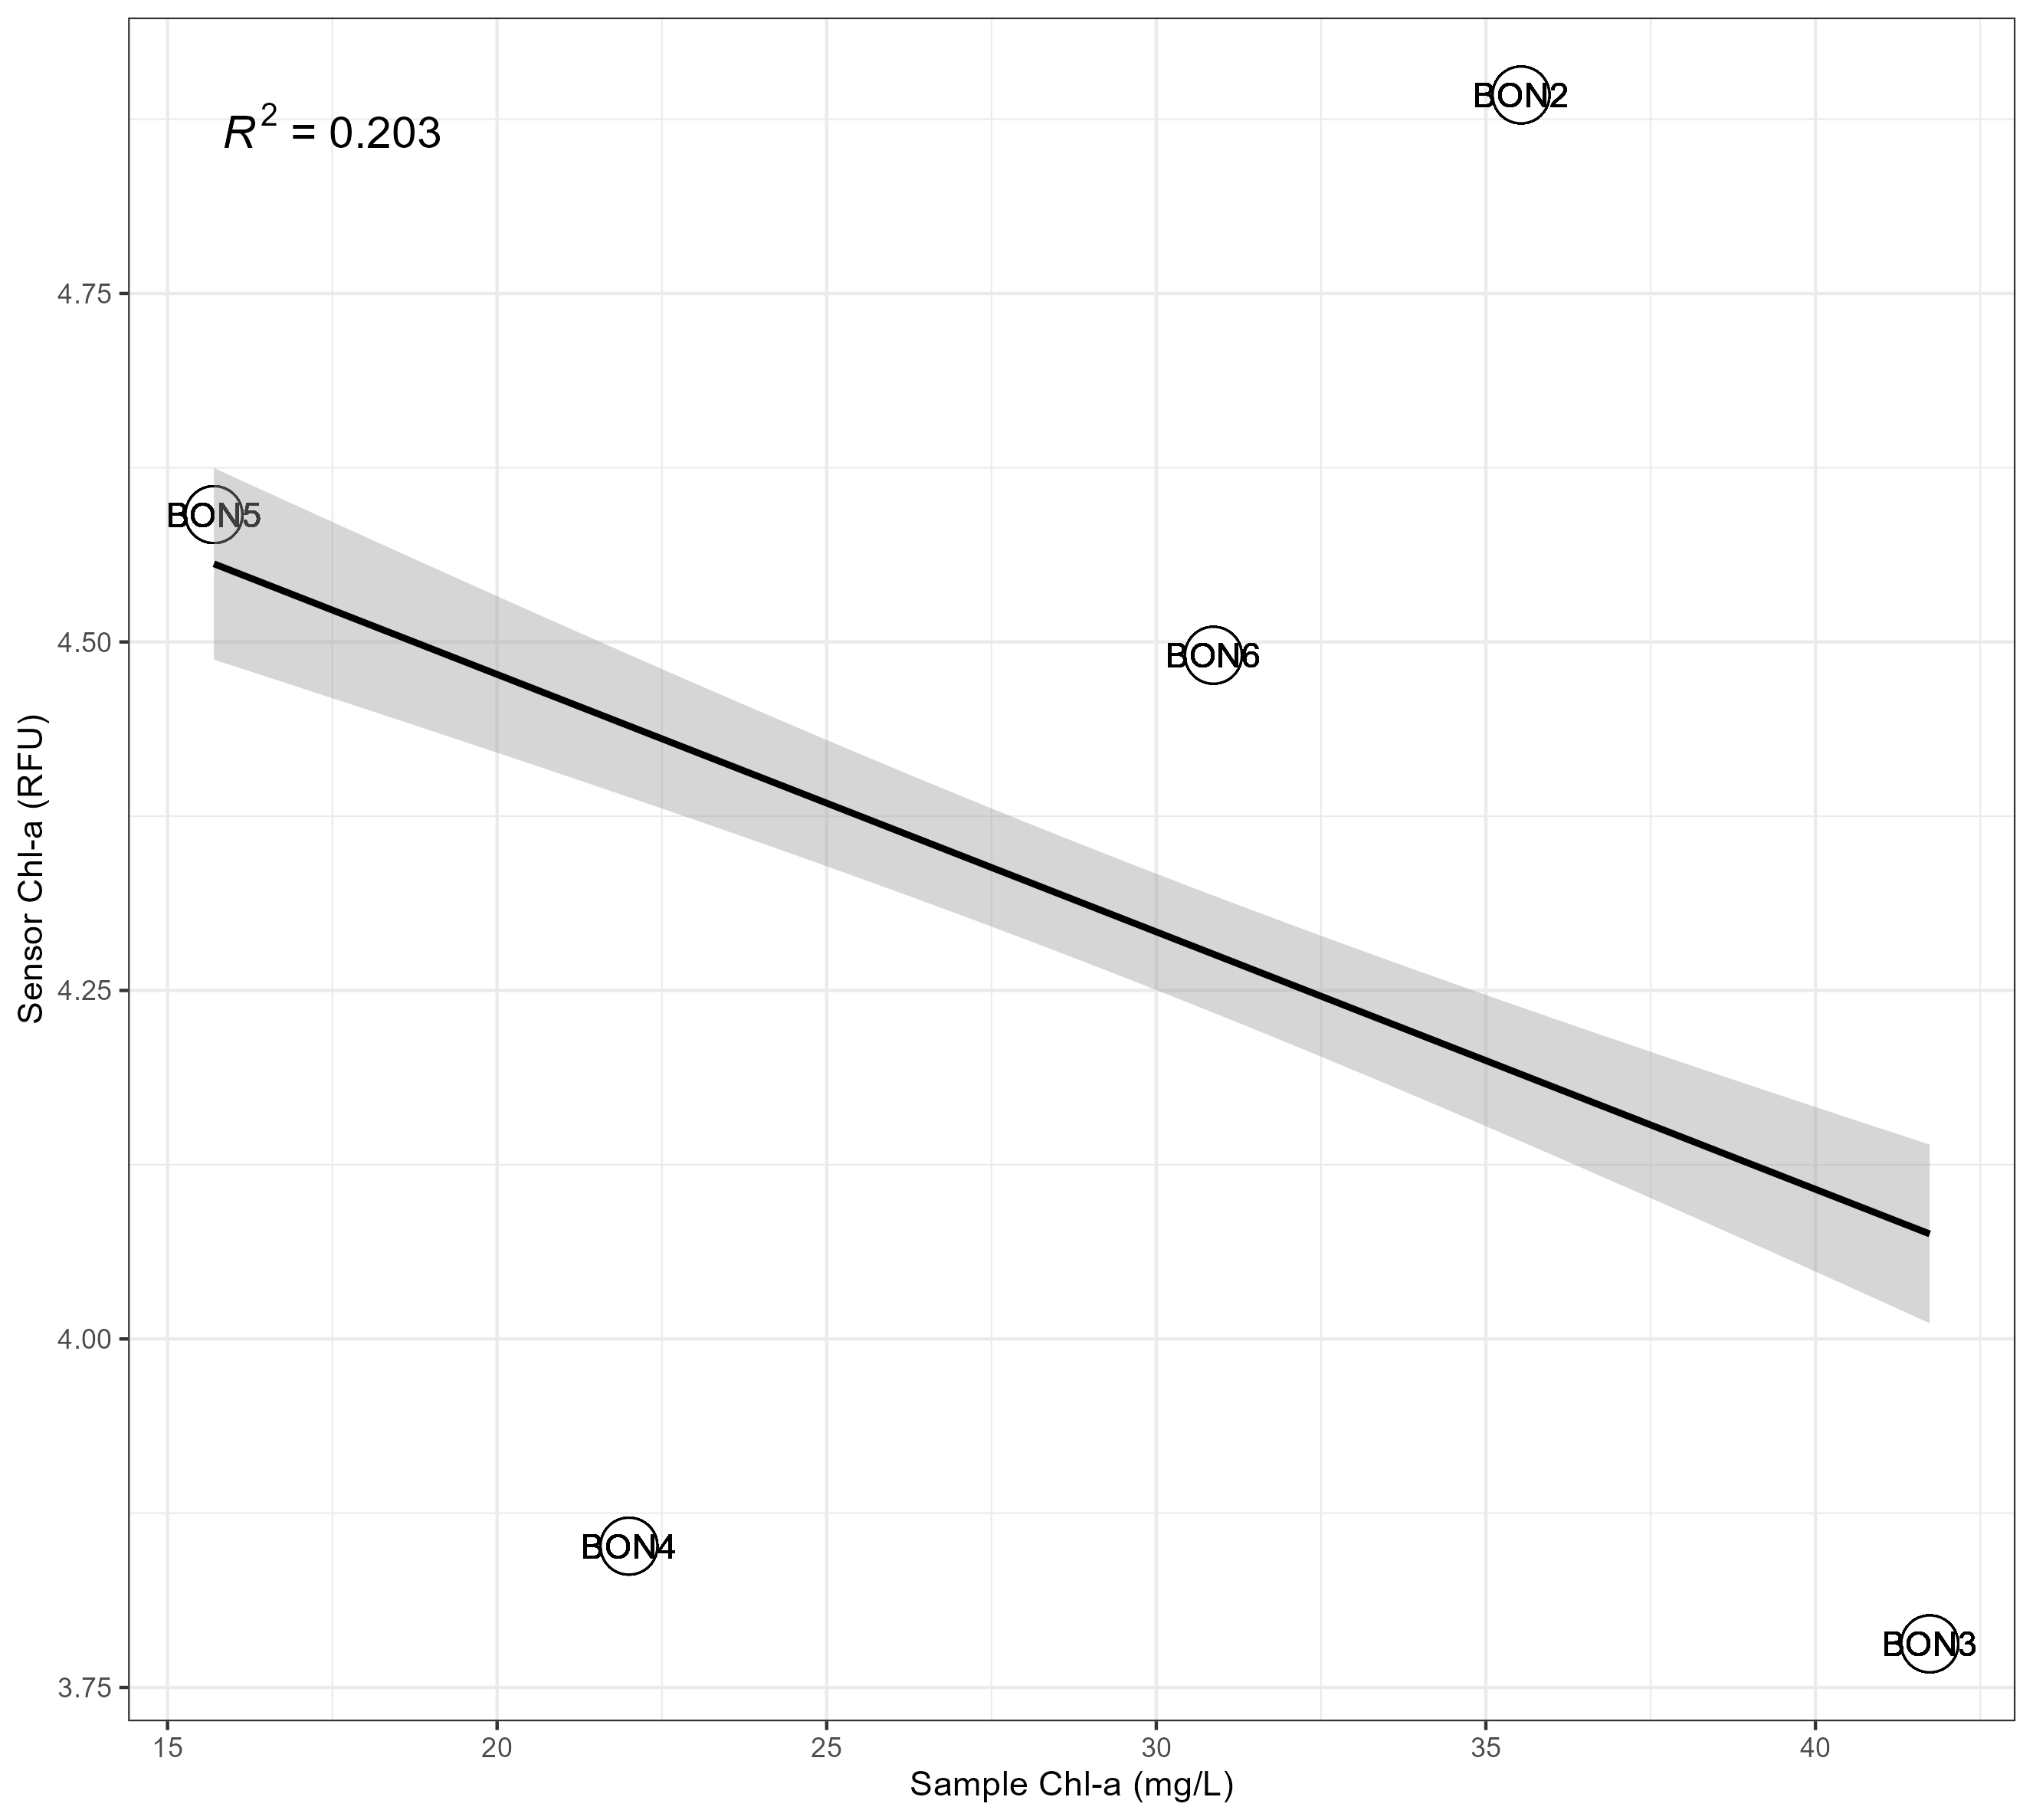 R² = 0.203
BON2
4.75
BON5
4.50
BON6
Sensor Chl-a (RFU)
4.25
4.00
BON4
BON3
3.75
15 20 25 30 35 40
Sample Chl-a (mg/L)